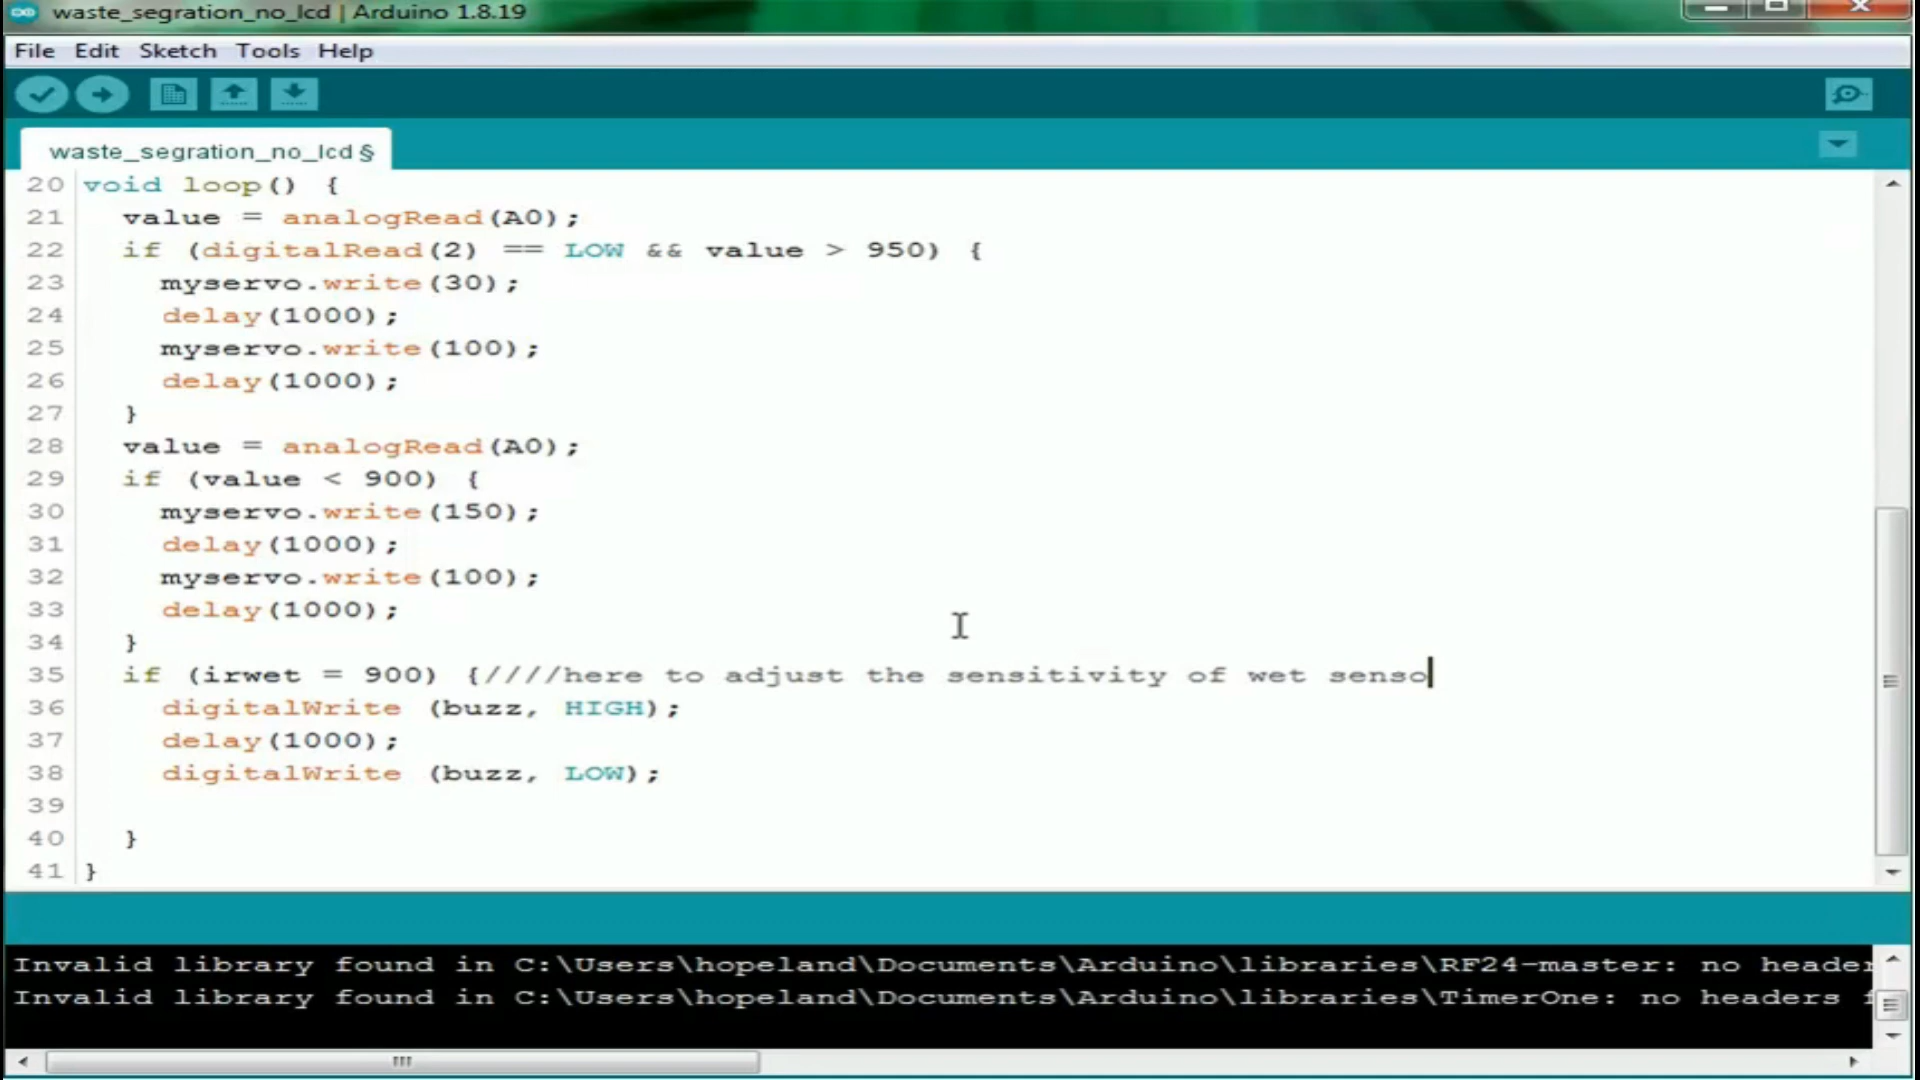 waste_segration_no_lcd | Arduino 1.8.19
File Edit Sketch Tools Help
waste_segration_no_lcd §
20 void loop() {
21 value = analogRead(A0);
22 if (digitalRead(2) == LOW && value > 950) {
23 myservo.write(30);
24 delay(1000);
25 myservo.write(100);
26 delay(1000);
27 }
28 value = analogRead(A0);
29 if (value < 900) {
30 myservo.write(150);
31 delay(1000);
32 myservo.write(100);
33 delay(1000);
34 }
35 if (irwet = 900) {////here to adjust the sensitivity of wet senso
36 digitalWrite (buzz, HIGH);
37 delay(1000);
38 digitalWrite (buzz, LOW);
39
40 }
41 }
Invalid library found in C:\Users\hopeland\Documents\Arduino\libraries\RF24-master: no header
Invalid library found in C:\Users\hopeland\Documents\Arduino\libraries\TimerOne: no headers f